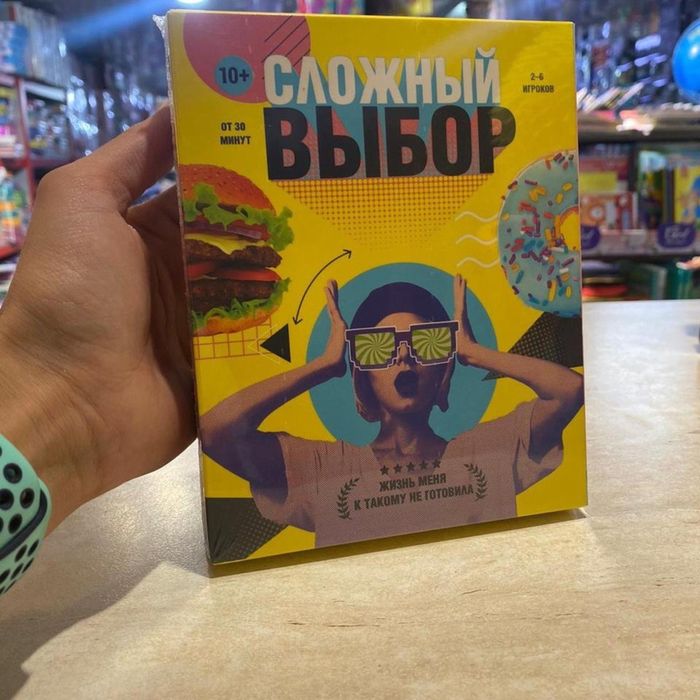 10+
СЛОЖНЫЙ
ВЫБОР
ОТ 30
МИНУТ
2–6
ИГРОКОВ
ЖИЗНЬ МЕНЯ
К ТАКОМУ НЕ ГОТОВИЛА